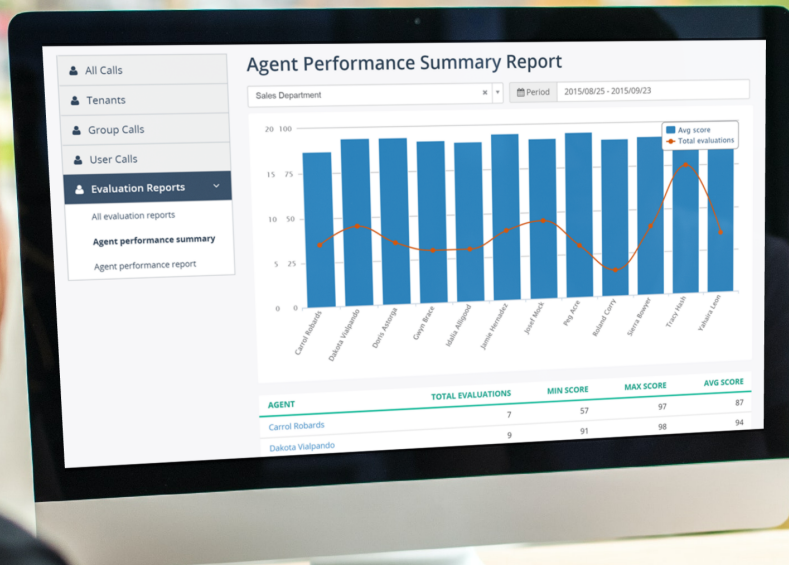 All Calls
Tenants
Group Calls
User Calls
Evaluation Reports
All evaluation reports
Agent performance summary
Agent performance report
Agent Performance Summary Report
Sales Department
Period 2015/08/25 - 2015/09/23
Avg score
Total evaluations
20 100
15 75
10 50
5 25
0 0
Carrol Robards
Dakota Vialpando
Doris Astorga
Gwyn Brace
Idalia Alligood
Jamie Hernadez
Josef Mock
Peg Acre
Roland Corry
Sierra Bowyer
Tracy Hash
Yahaira Leon
AGENT TOTAL EVALUATIONS MIN SCORE MAX SCORE AVG SCORE
Carrol Robards 7 57 97 87
Dakota Vialpando 9 91 98 94